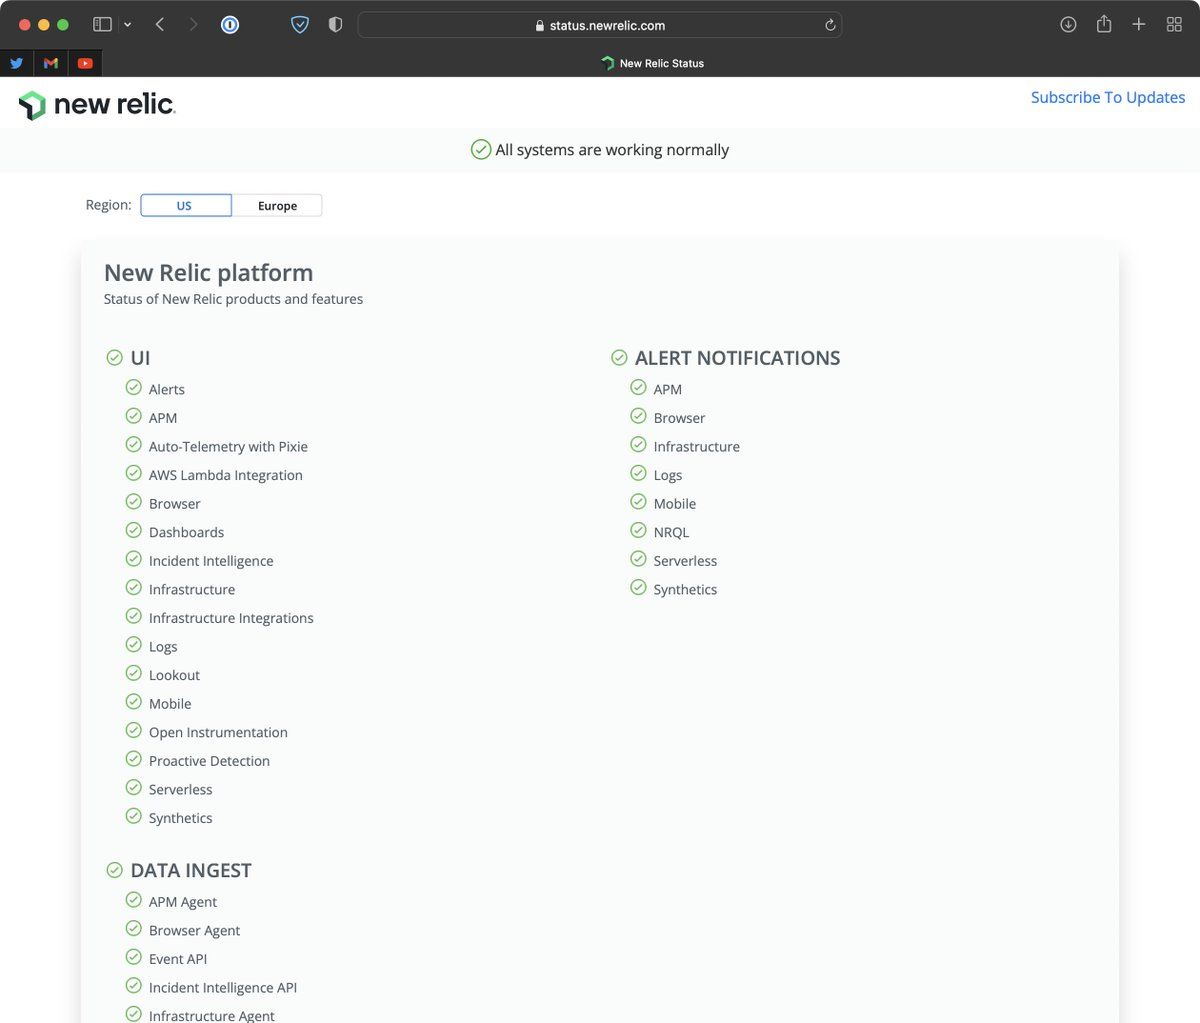 status.newrelic.com
New Relic Status
new relic.
Subscribe To Updates
All systems are working normally
Region: US Europe
New Relic platform
Status of New Relic products and features
UI
Alerts
APM
Auto-Telemetry with Pixie
AWS Lambda Integration
Browser
Dashboards
Incident Intelligence
Infrastructure
Infrastructure Integrations
Logs
Lookout
Mobile
Open Instrumentation
Proactive Detection
Serverless
Synthetics
ALERT NOTIFICATIONS
APM
Browser
Infrastructure
Logs
Mobile
NRQL
Serverless
Synthetics
DATA INGEST
APM Agent
Browser Agent
Event API
Incident Intelligence API
Infrastructure Agent